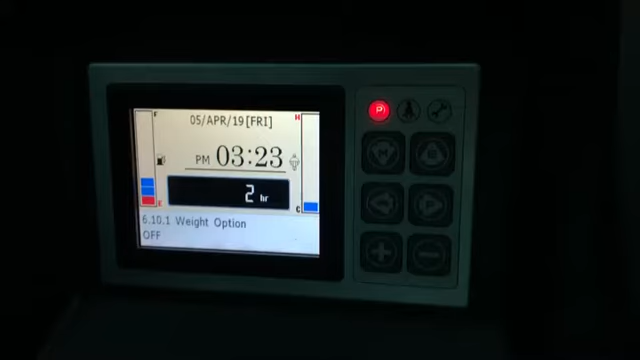 05/APR/19[FRI]
F
H
PM 03:23
2 hr
E
C
6.10.1 Weight Option
OFF
P